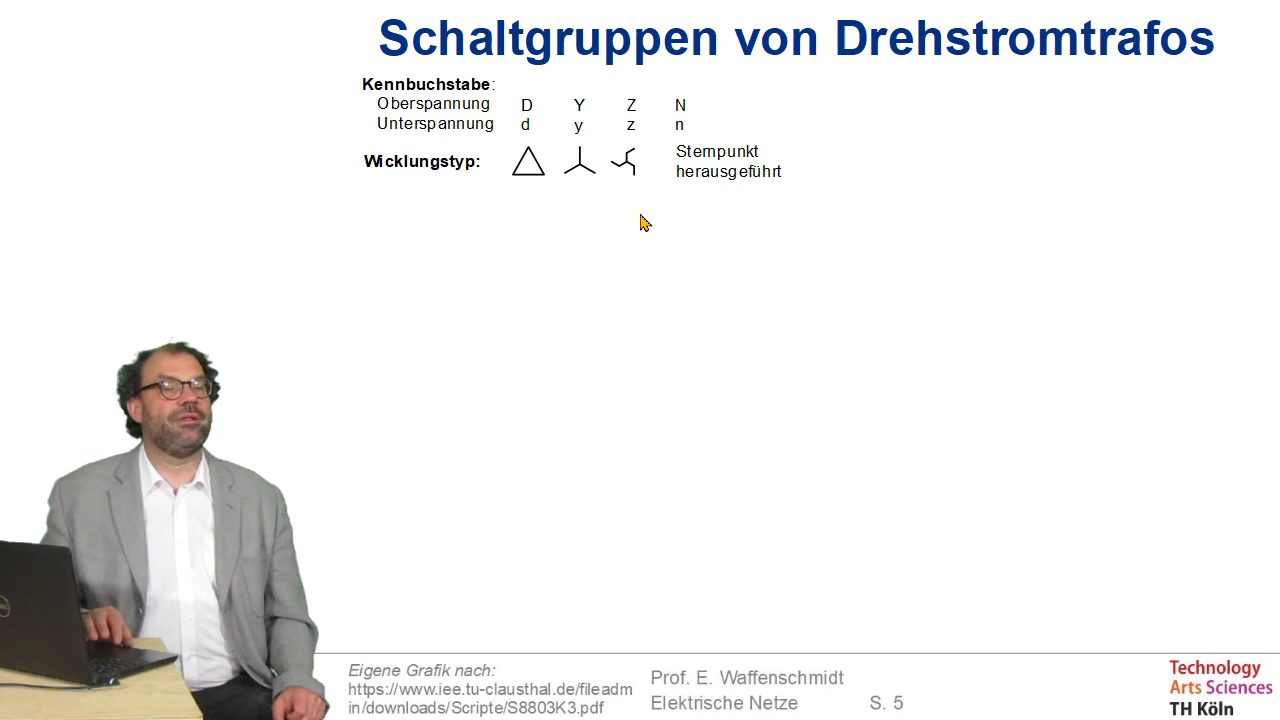 Schaltgruppen von Drehstromtrafos
Kennbuchstabe:
Oberspannung D Y Z N
Unterspannung d y z n
Wicklungstyp:
Sternpunkt
herausgeführt
Eigene Grafik nach:
https://www.iee.tu-clausthal.de/fileadm
in/downloads/Scripte/S8803K3.pdf
Prof. E. Waffenschmidt
Elektrische Netze S. 5
Technology
Arts Sciences
TH Köln